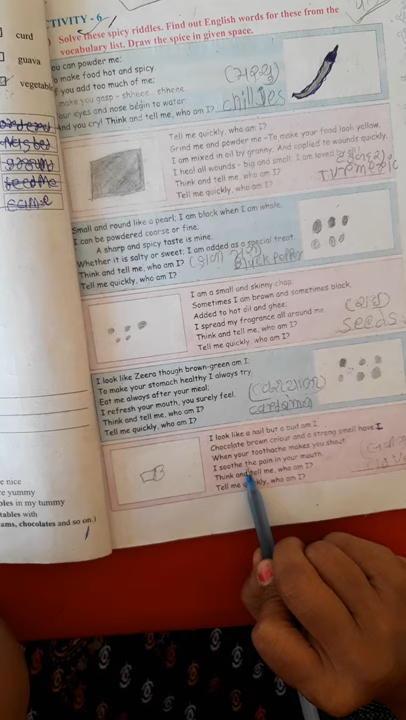 curd
guava
vegetable
CTIVITY - 6
Solve these spicy riddles. Find out English words for these from the
vocabulary list. Draw the spice in given space.
ou can powder me;
o make food hot and spicy.
f you add too much of me;
make you gasp - shheee.. shheee
our eyes and nose begin to water
And you cry! Think and tell me, who am I?
chillies
Tell me quickly, who am I?
Grind me and powder me -To make your food look yellow,
I am mixed in oil by granny. And applied to wounds quickly,
I heal all wounds - big and small; I am loved
Think and tell me, who am I?
Tell me quickly, who am I?
Turmeric
Small and round like a pearl; I am black when I am whole.
I can be powdered coarse or fine;
A sharp and spicy taste is mine.
Whether it is salty or sweet; I am added as a special treat.
Think and tell me, who am I?
Black Pepper
Tell me quickly, who am I?
I am a small and skinny chap.
Sometimes I am brown and sometimes black,
Added to hot oil and ghee;
I spread my fragrance all around me.
Think and tell me, who am I?
Tell me quickly, who am I?
seeds
I look like Zeera though brown-green am I;
To make your stomach healthy I always try.
Eat me always after your meal;
I refresh your mouth, you surely feel.
Think and tell me, who am I?
Tell me quickly, who am I?
I look like a nail but a bud am I.
Chocolate brown colour and a strong smell have I.
When your toothache makes you shout
I soothe the pain in your mouth.
Think and tell me, who am I?
Tell me quickly, who am I?
e nice
re yummy
bles in my tummy
tables with
ams, chocolates and so on.)